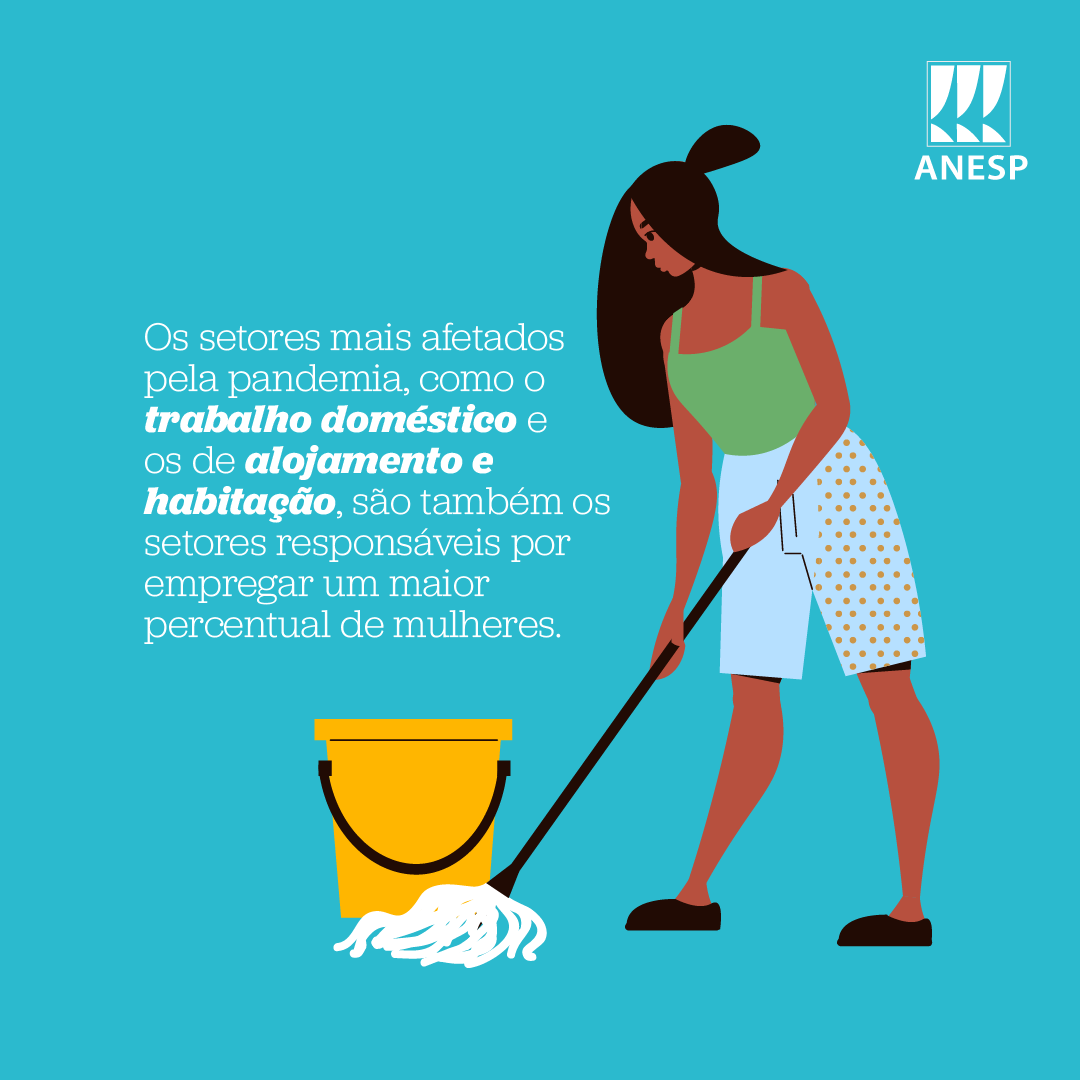 ANESP
Os setores mais afetados
pela pandemia, como o
trabalho doméstico e
os de alojamento e
habitação, são também os
setores responsáveis por
empregar um maior
percentual de mulheres.